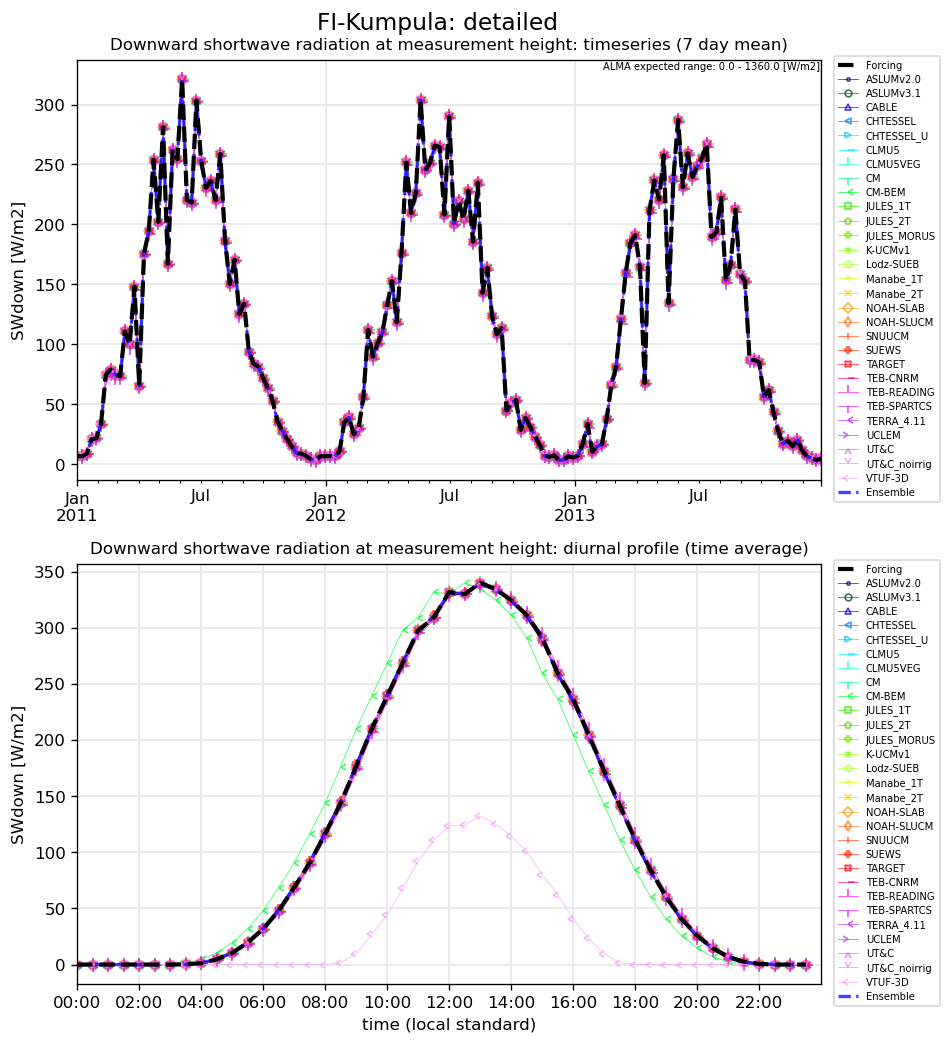 FI-Kumpula: detailed
Downward shortwave radiation at measurement height: timeseries (7 day mean)
ALMA expected range: 0.0 - 1360.0 [W/m2]
SWdown [W/m2]
300
250
200
150
100
50
0
Jan
2011
Jul
Jan
2012
Jul
Jan
2013
Jul
Forcing
ASLUMv2.0
ASLUMv3.1
CABLE
CHTESSEL
CHTESSEL_U
CLMU5
CLMU5VEG
CM
CM-BEM
JULES_1T
JULES_2T
JULES_MORUS
K-UCMv1
Lodz-SUEB
Manabe_1T
Manabe_2T
NOAH-SLAB
NOAH-SLUCM
SNUUCM
SUEWS
TARGET
TEB-CNRM
TEB-READING
TEB-SPARTCS
TERRA_4.11
UCLEM
UT&C
UT&C_noirrig
VTUF-3D
Ensemble
Downward shortwave radiation at measurement height: diurnal profile (time average)
SWdown [W/m2]
350
300
250
200
150
100
50
0
00:00
02:00
04:00
06:00
08:00
10:00
12:00
14:00
16:00
18:00
20:00
22:00
time (local standard)
Forcing
ASLUMv2.0
ASLUMv3.1
CABLE
CHTESSEL
CHTESSEL_U
CLMU5
CLMU5VEG
CM
CM-BEM
JULES_1T
JULES_2T
JULES_MORUS
K-UCMv1
Lodz-SUEB
Manabe_1T
Manabe_2T
NOAH-SLAB
NOAH-SLUCM
SNUUCM
SUEWS
TARGET
TEB-CNRM
TEB-READING
TEB-SPARTCS
TERRA_4.11
UCLEM
UT&C
UT&C_noirrig
VTUF-3D
Ensemble